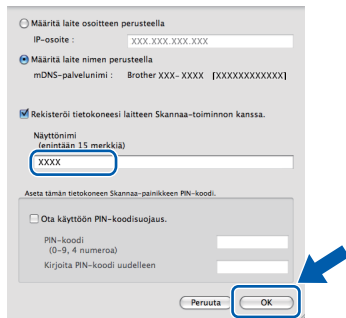 Määritä laite osoitteen perusteella
IP-osoite : XXX.XXX.XXX.XXX
Määritä laite nimen perusteella
mDNS-palvelunimi : Brother XXX-XXXX [XXXXXXXXXXXX]
Rekisteröi tietokoneesi laitteen Skannaa-toiminnon kanssa.
Näyttönimi
(enintään 15 merkkiä)
XXXX
Aseta tämän tietokoneen Skannaa-painikkeen PIN-koodi.
Ota käyttöön PIN-koodisuojaus.
PIN-koodi
(0-9, 4 numeroa)
Kirjoita PIN-koodi uudelleen
Peruuta OK